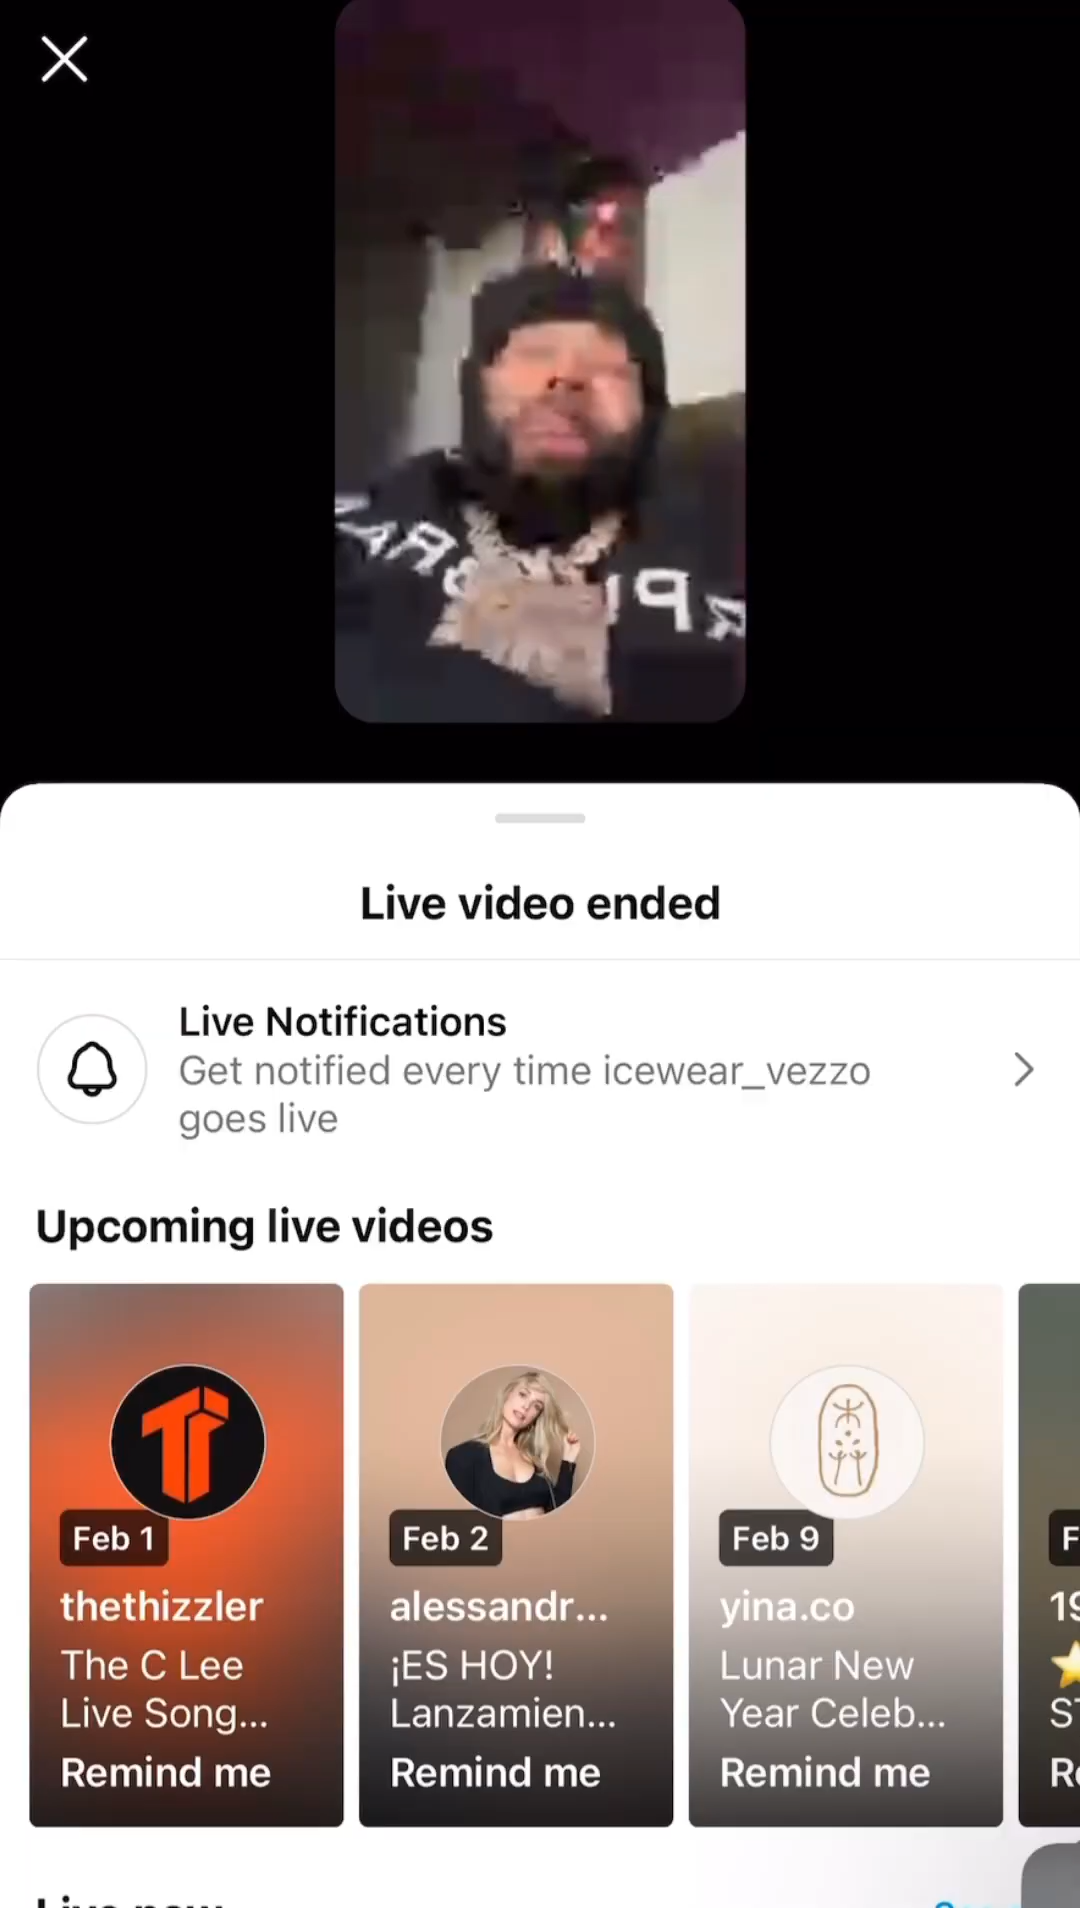 Live video ended
Live Notifications
Get notified every time icewear_vezzo
goes live
Upcoming live videos
Feb 1
thethizzler
The C Lee
Live Song...
Remind me
Feb 2
alessandr...
¡ES HOY!
Lanzamien...
Remind me
Feb 9
yina.co
Lunar New
Year Celeb...
Remind me